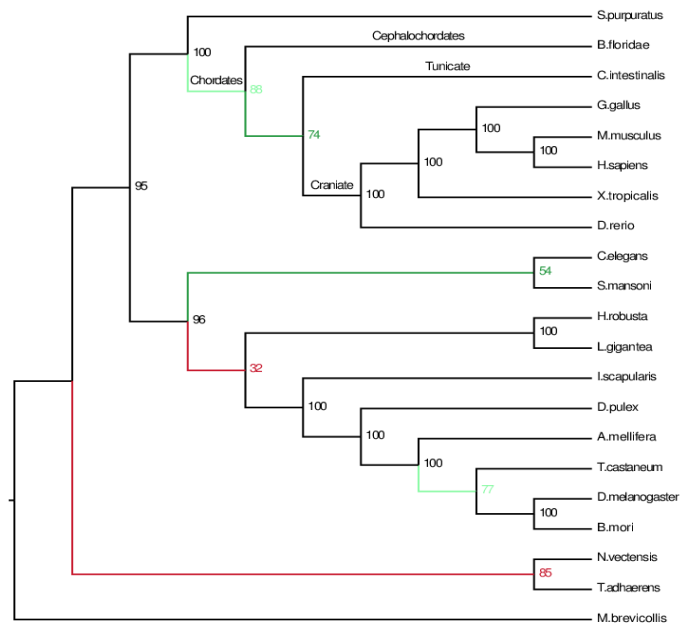 S.purpuratus
Cephalochordates
B.floridae
100
Tunicate
Chordates
C.intestinalis
88
G.gallus
100
74
M.musculus
100
100
H.sapiens
95
Craniate
100
X.tropicalis
D.rerio
C.elegans
54
S.mansoni
96
H.robusta
100
L.gigantea
32
I.scapularis
100
D.pulex
100
A.mellifera
100
T.castaneum
77
D.melanogaster
100
B.mori
N.vectensis
85
T.adhaerens
M.brevicollis